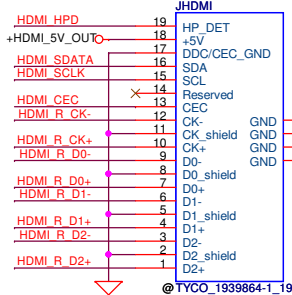 JHDMI
HDMI_HPD 19 HP_DET
+HDMI_5V_OUT 18 +5V
17 DDC/CEC_GND
HDMI_SDATA 16 SDA
HDMI_SCLK 15 SCL
14 Reserved
HDMI_CEC 13 CEC
HDMI_R_CK- 12 CK- GND
11 CK_shield GND
HDMI_R_CK+ 10 CK+ GND
HDMI_R_D0- 9 D0- GND
8 D0_shield
HDMI_R_D0+ 7 D0+
HDMI_R_D1- 6 D1-
5 D1_shield
HDMI_R_D1+ 4 D1+
HDMI_R_D2- 3 D2-
2 D2_shield
HDMI_R_D2+ 1 D2+
@ TYCO_1939864-1_19